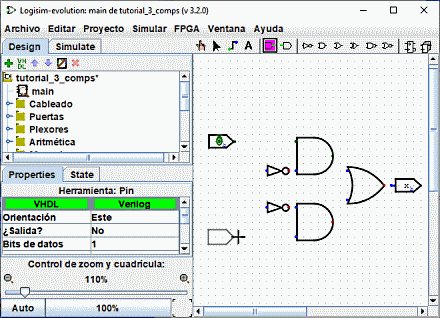 Logisim-evolution: main de tutorial_3_comps (v 3.2.0)
Archivo Editar Proyecto Simular FPGA Ventana Ayuda
Design Simulate
A
VH
DL
tutorial_3_comps*
main
Cableado
Puertas
Plexores
Aritmética
Properties State
Herramienta: Pin
VHDL Verilog
Orientación Este
¿Salida? No
Bits de datos 1
Control de zoom y cuadrícula:
110%
Auto 100%
0
x